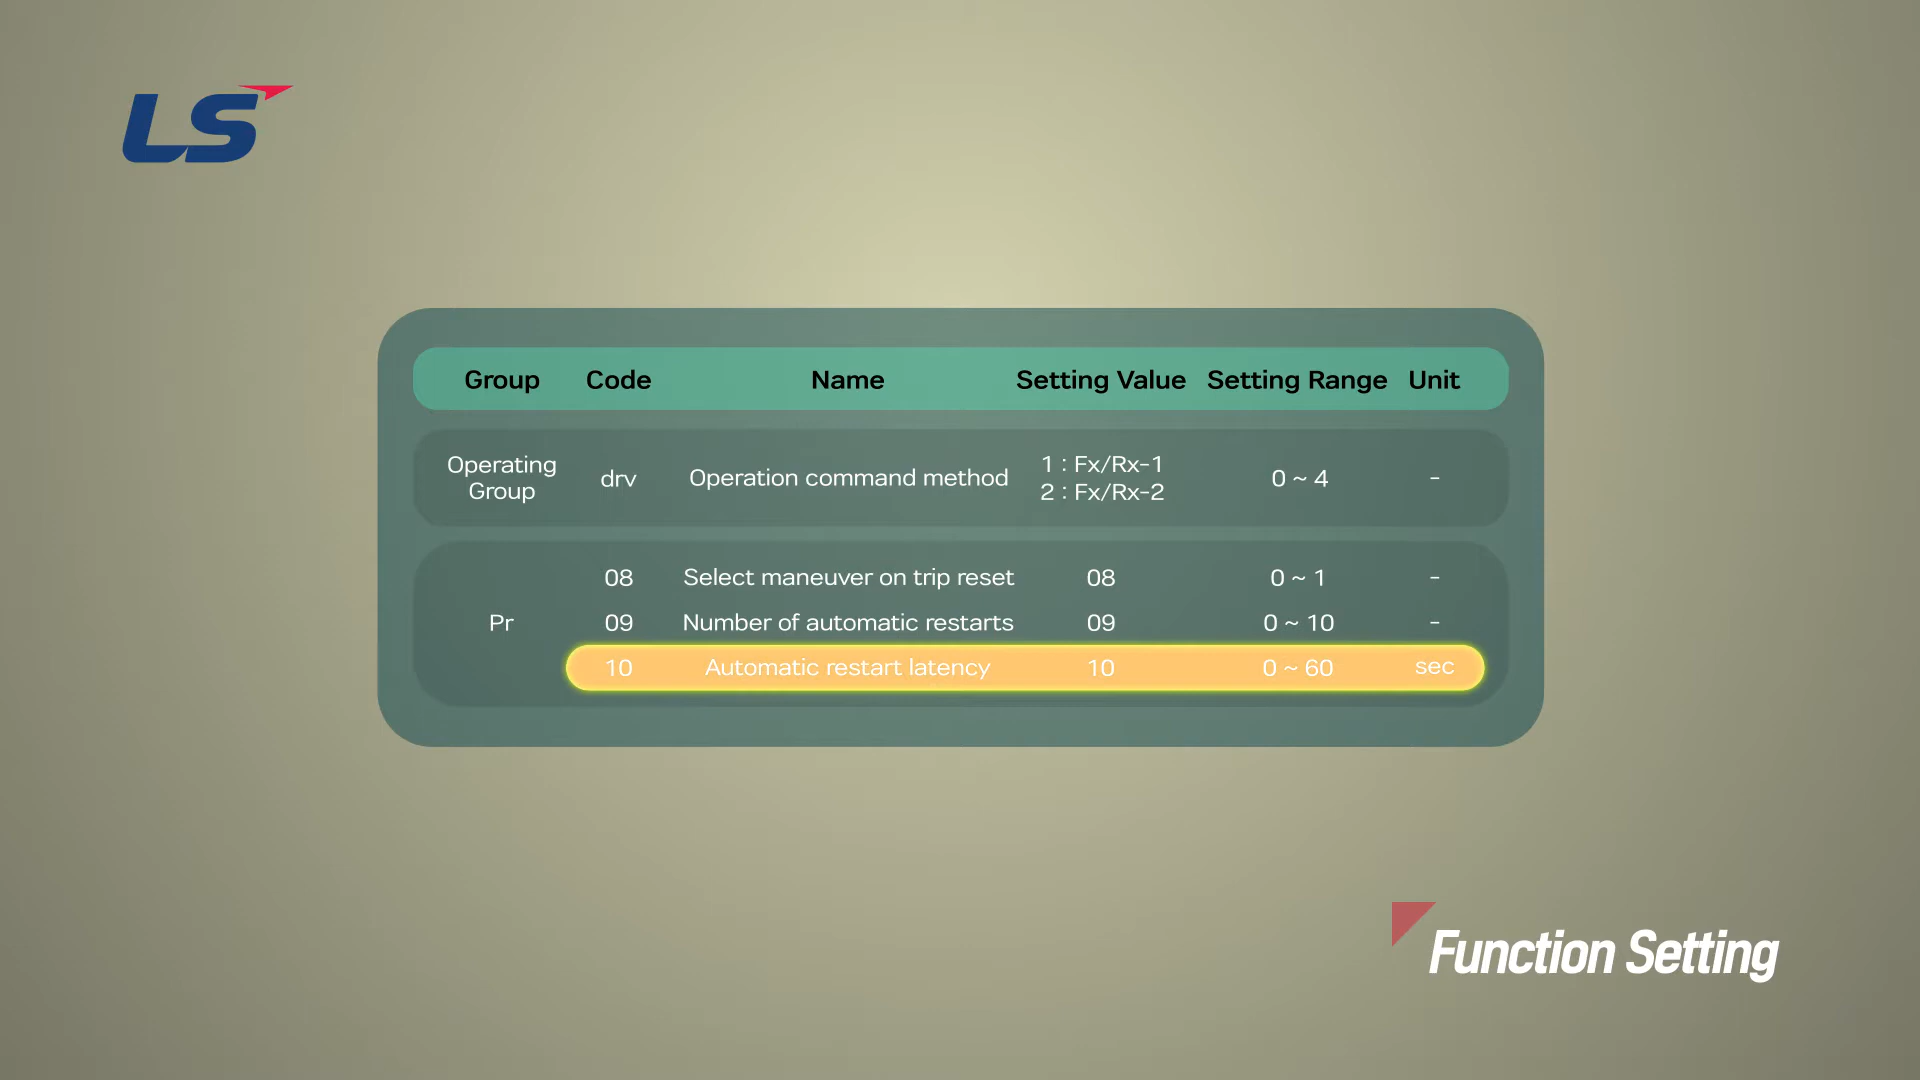 LS
Group Code Name Setting Value Setting Range Unit
Operating Group drv Operation command method 1 : Fx/Rx-1 0 ~ 4 -
2 : Fx/Rx-2
Pr
08 Select maneuver on trip reset 08 0 ~ 1 -
09 Number of automatic restarts 09 0 ~ 10 -
10 Automatic restart latency 10 0 ~ 60 sec
Function Setting